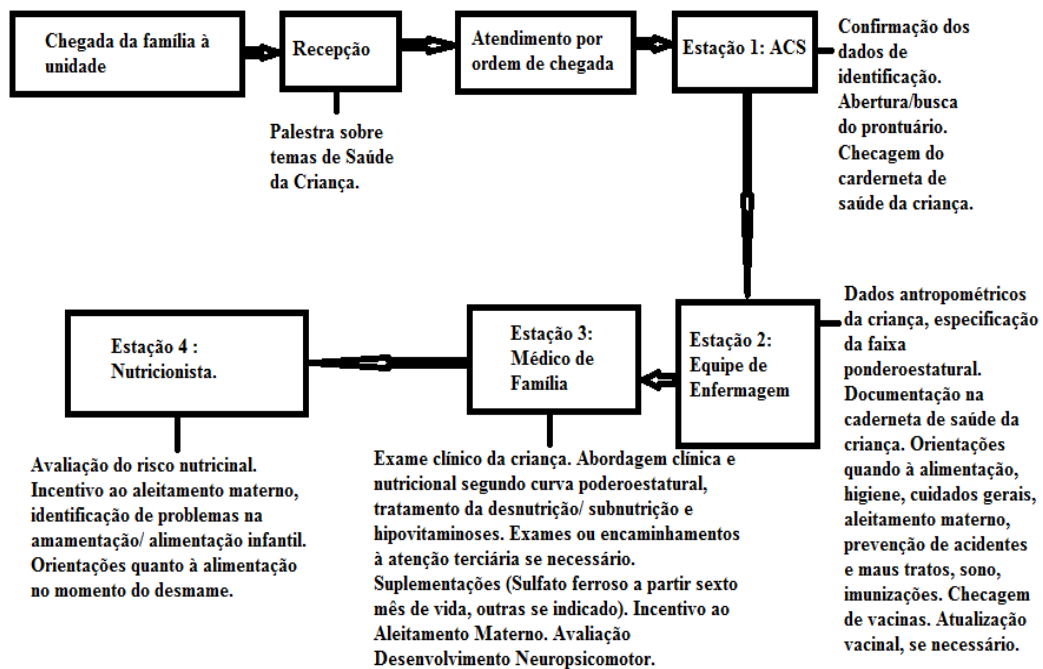 Chegada da família à
unidade
Recepção
Atendimento por
ordem de chegada
Estação 1: ACS
Confirmação dos
dados de
identificação.
Abertura/busca
do prontuário.
Checagem do
carderneta de
saúde da criança.
Palestra sobre
temas de Saúde
da Criança.
Estação 2:
Equipe de
Enfermagem
Dados antropométricos
da criança, especificação
da faixa
ponderoestatural.
Documentação na
caderneta de saúde da
criança. Orientações
quando à alimentação,
higiene, cuidados gerais,
aleitamento materno,
prevenção de acidentes
e maus tratos, sono,
imunizações. Checagem
de vacinas. Atualização
vacinal, se necessário.
Estação 3:
Médico de
Família
Exame clínico da criança. Abordagem clínica e
nutricional segundo curva poderoestatural,
tratamento da desnutrição/ subnutrição e
hipovitaminoses. Exames ou encaminhamentos
à atenção terciária se necessário.
Suplementações (Sulfato ferroso a partir sexto
mês de vida, outras se indicado). Incentivo ao
Aleitamento Materno. Avaliação
Desenvolvimento Neuropsicomotor.
Estação 4 :
Nutricionista.
Avaliação do risco nutricinal.
Incentivo ao aleitamento materno,
identificação de problemas na
amamentação/ alimentação infantil.
Orientações quanto à alimentação
no momento do desmame.